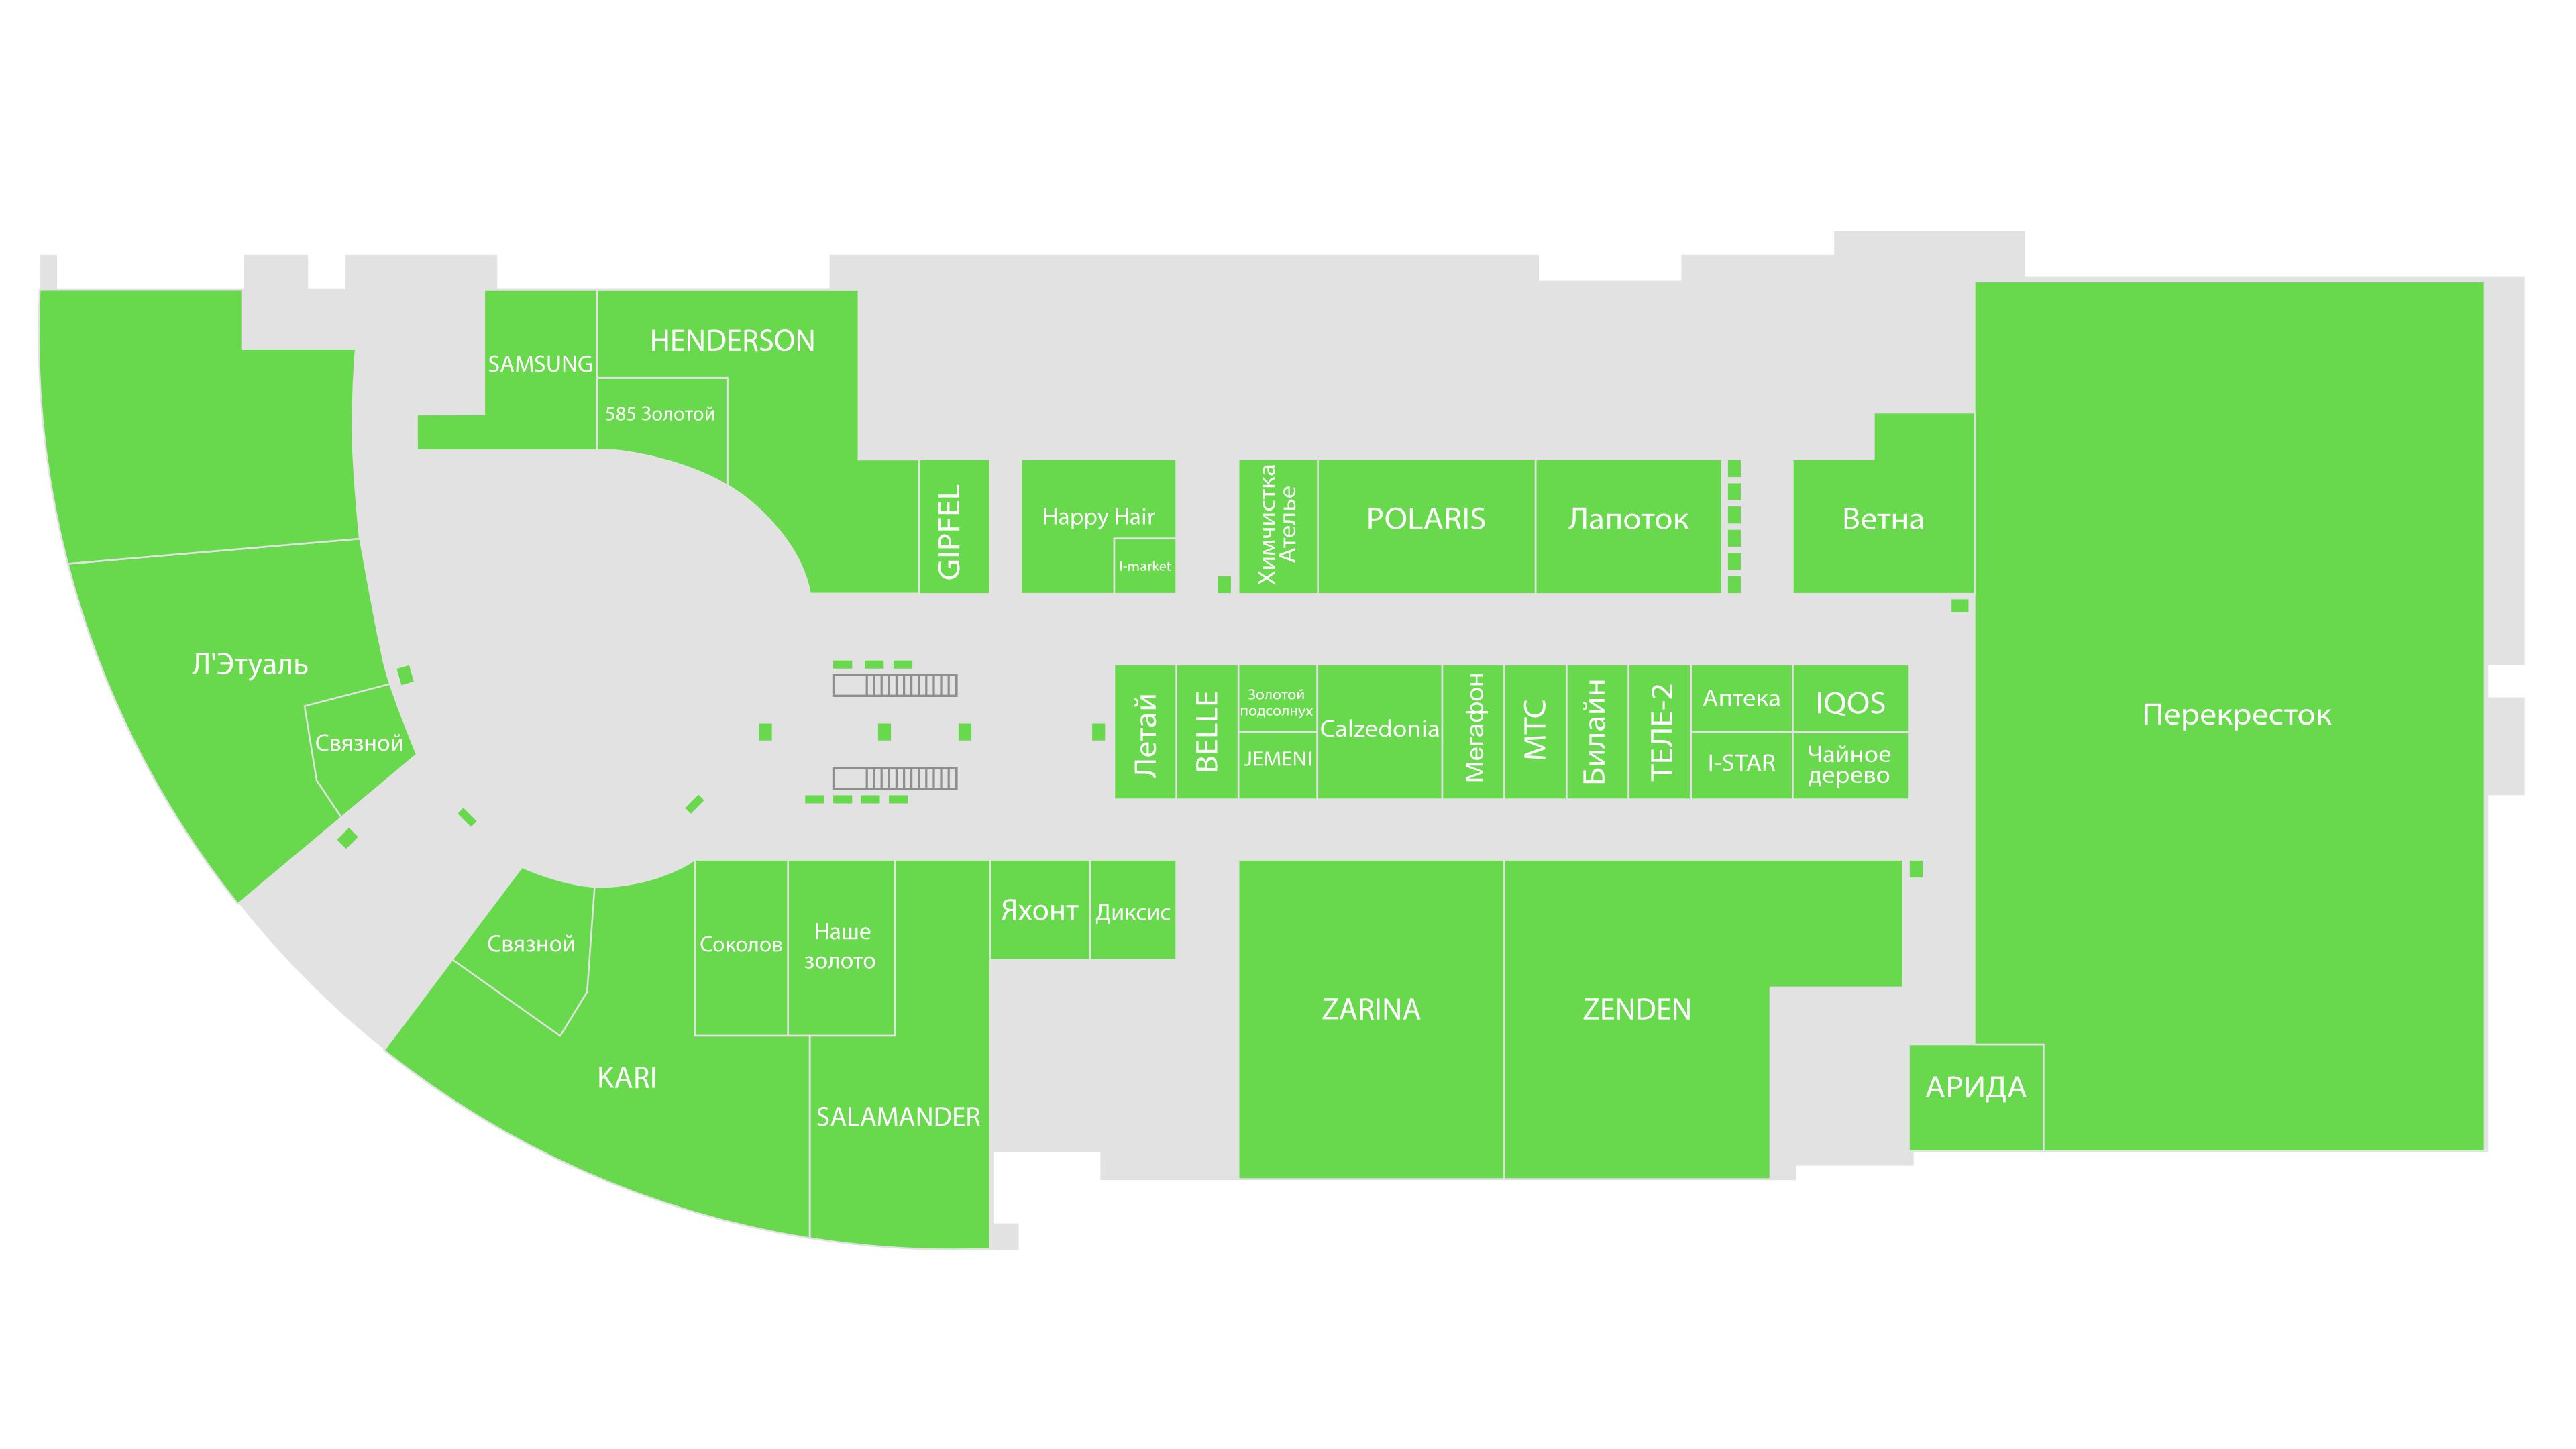 HENDERSON
SAMSUNG
585 Золотой
GIPFEL
Happy Hair
I-market
Химчистка
Ателье
POLARIS
Лапоток
Ветна
Л'Этуаль
Связной
Летай
BELLE
Золотой
подсолнух
JEMENI
Calzedonia
Мегафон
МТС
Билайн
ТЕЛЕ-2
Аптека
I-STAR
IQOS
Чайное
дерево
Перекресток
Связной
KARI
Соколов
Наше
золото
SALAMANDER
Яхонт
Диксис
ZARINA
ZENDEN
АРИДА